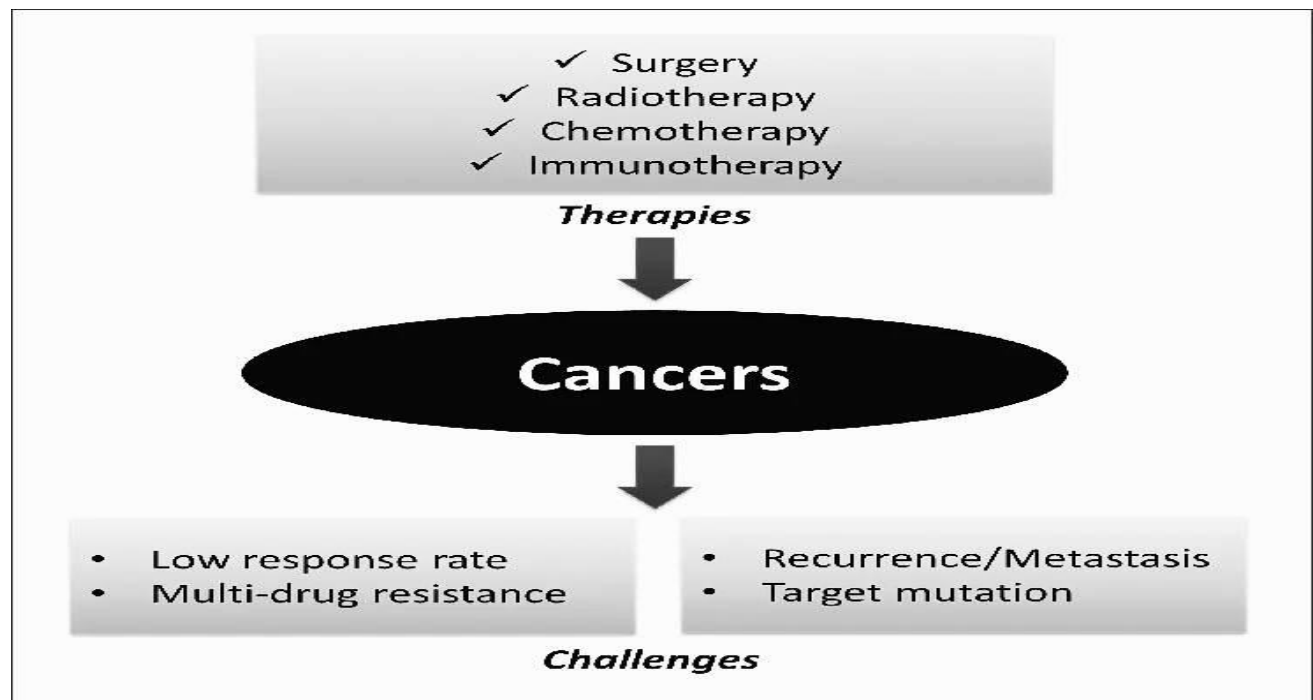 ✓ Surgery
✓ Radiotherapy
✓ Chemotherapy
✓ Immunotherapy
Therapies
Cancers
• Low response rate
• Multi-drug resistance
• Recurrence/Metastasis
• Target mutation
Challenges